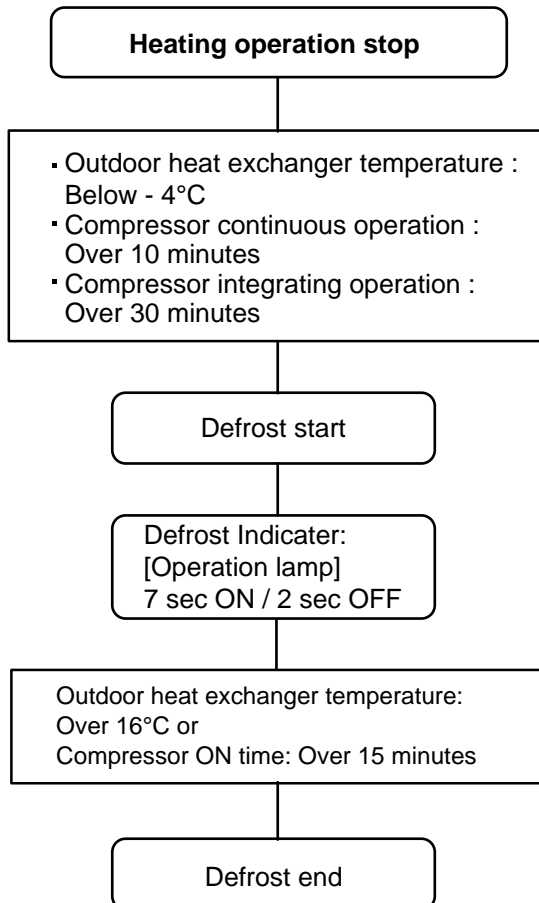 Heating operation stop
▪ Outdoor heat exchanger temperature :
Below - 4°C
▪ Compressor continuous operation :
Over 10 minutes
▪ Compressor integrating operation :
Over 30 minutes
Defrost start
Defrost Indicater:
[Operation lamp]
7 sec ON / 2 sec OFF
Outdoor heat exchanger temperature:
Over 16°C or
Compressor ON time: Over 15 minutes
Defrost end